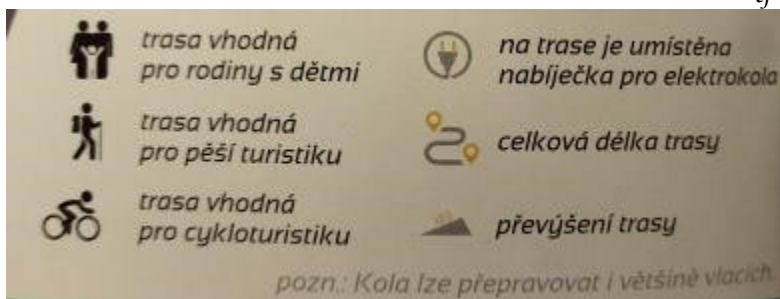 trasa vhodná
pro rodiny s dětmi
trasa vhodná
pro pěší turistiku
trasa vhodná
pro cykloturistiku
na trase je umístěna
nabíječka pro elektrokola
celková délka trasy
převýšení trasy
pozn.: Kola lze přepravovat i většině vlacích